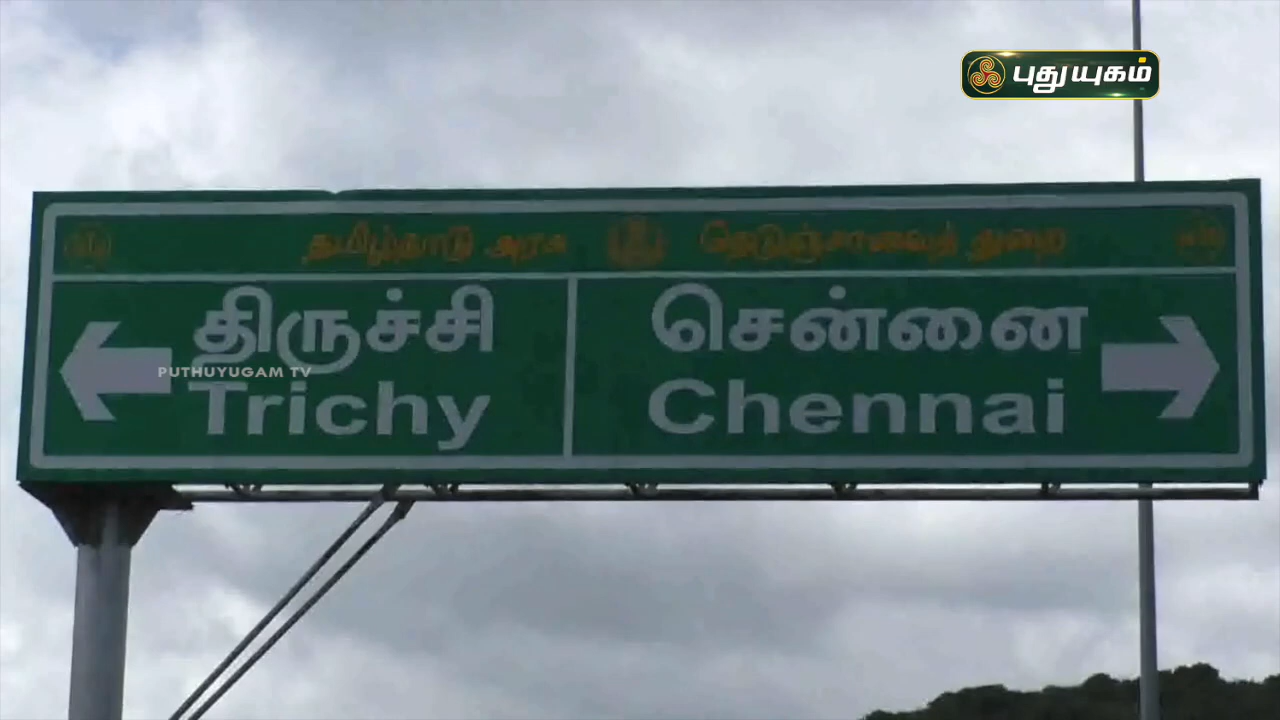 புதுயுகம்
தமிழ்நாடு அரசு நெடுஞ்சாலைத் துறை
திருச்சி சென்னை
PUTHUYUGAM TV
Trichy Chennai